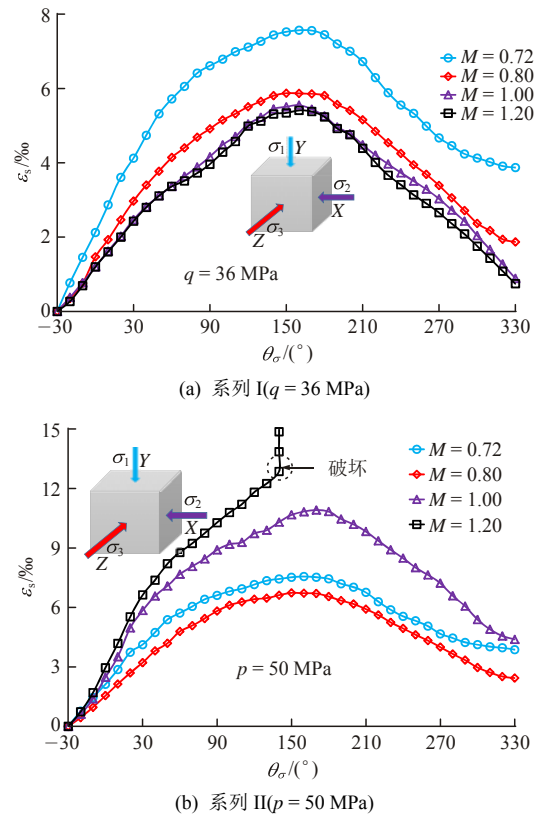 8
6
4
2
0
εs/‰
M = 0.72
M = 0.80
M = 1.00
M = 1.20
σ1
Y
σ2
X
σ3
Z
q = 36 MPa
−30 30 90 150 210 270 330
θσ/(°)
(a) 系列 I(q = 36 MPa)
15
12
9
6
3
0
εs/‰
σ1
Y
σ2
X
σ3
Z
破坏
M = 0.72
M = 0.80
M = 1.00
M = 1.20
p = 50 MPa
−30 30 90 150 210 270 330
θσ/(°)
(b) 系列 II(p = 50 MPa)